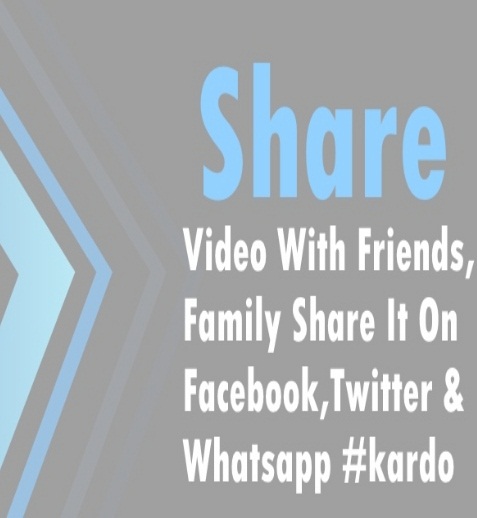 Share
Video With Friends,
Family Share It On
Facebook,Twitter &
Whatsapp #kardo